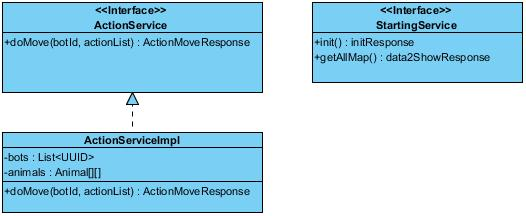 <<Interface>>
ActionService
+doMove(botId, actionList) : ActionMoveResponse
<<Interface>>
StartingService
+init() : initResponse
+getAllMap() : data2ShowResponse
ActionServiceImpl
-bots : List<UUID>
-animals : Animal[][]
+doMove(botId, actionList) : ActionMoveResponse